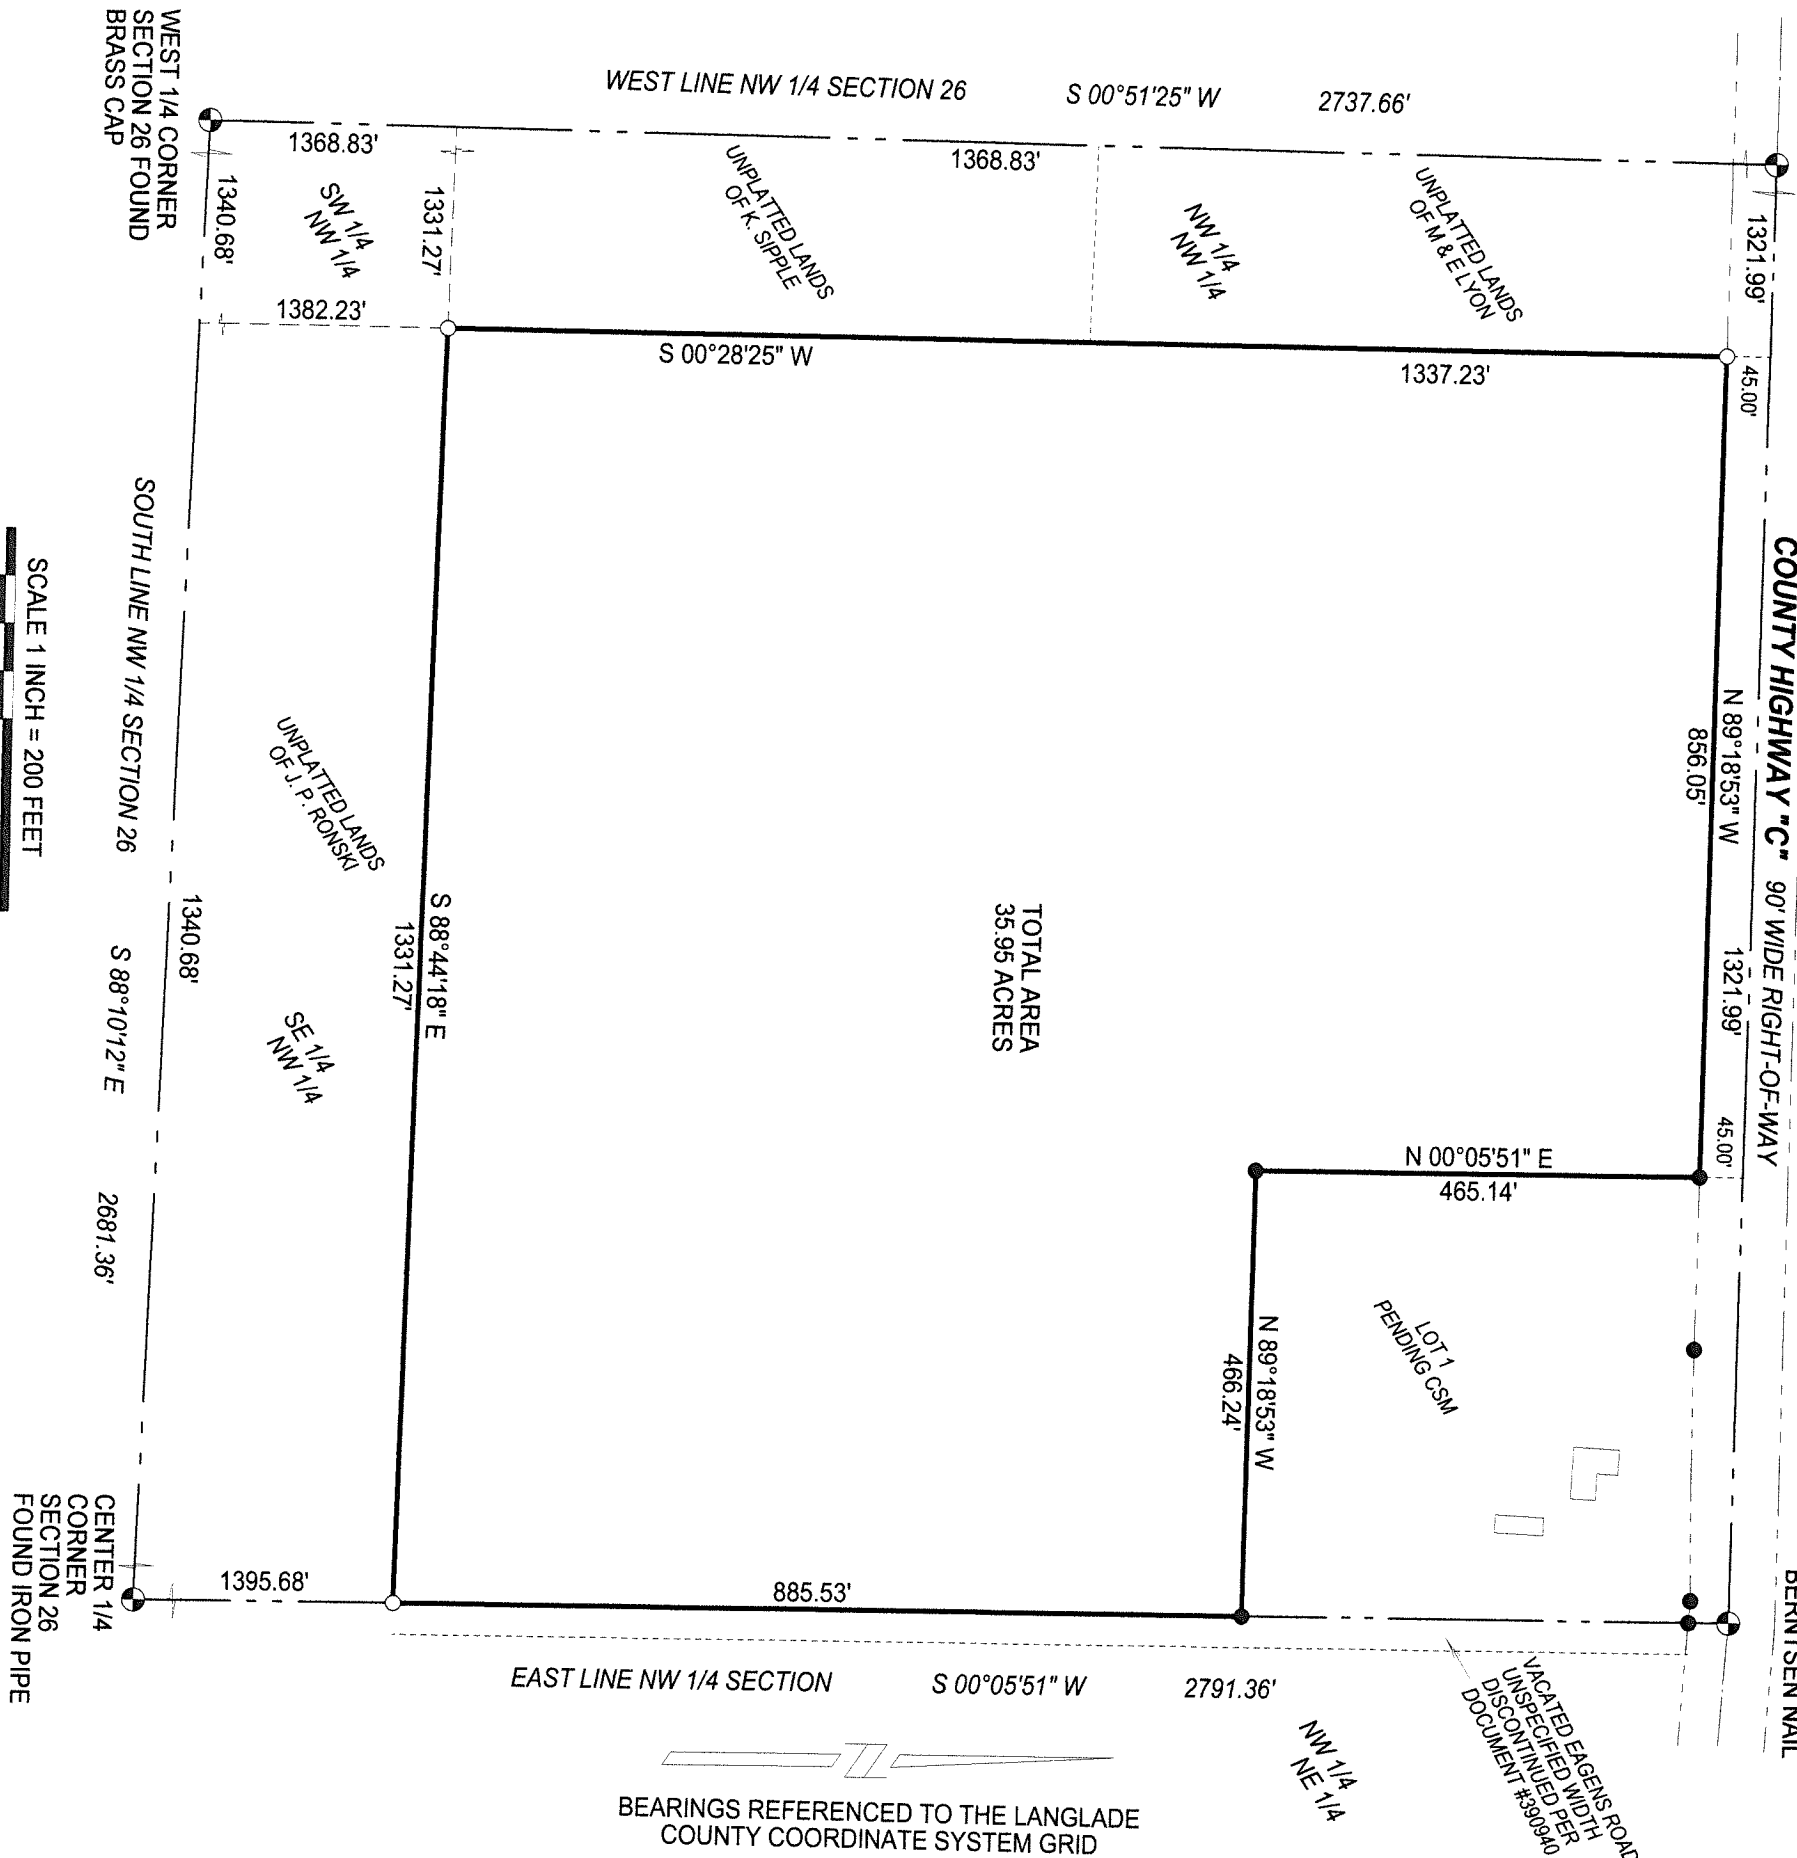 WEST LINE NW 1/4 SECTION 26 S 00°51'25" W 2737.66'
WEST 1/4 CORNER
SECTION 26 FOUND
BRASS CAP
1368.83'
1368.83'
1340.68'
SW 1/4
NW 1/4
1331.27'
UNPLATTED LANDS
OF K. SIPPLE
NW 1/4
NW 1/4
UNPLATTED LANDS
OF M & E LYON
1321.99'
1382.23'
S 00°28'25" W
1337.23'
45.00'
COUNTY HIGHWAY "C" 90' WIDE RIGHT-OF-WAY
N 89°18'53" W
856.05'
1321.99'
45.00'
SOUTH LINE NW 1/4 SECTION 26 S 88°10'12" E 2681.36'
SCALE 1 INCH = 200 FEET
UNPLATTED LANDS
OF J. P. RONSKI
1340.68'
S 88°44'18" E
1331.27'
TOTAL AREA
35.95 ACRES
SE 1/4
NW 1/4
N 00°05'51" E
465.14'
LOT 1
PENDING CSM
N 89°18'53" W
466.24'
CENTER 1/4
CORNER
SECTION 26
FOUND IRON PIPE
1395.68'
885.53'
BERNTSEN NAIL
EAST LINE NW 1/4 SECTION S 00°05'51" W 2791.36'
VACATED EAGENS ROAD
UNSPECIFIED WIDTH
DISCONTINUED PER
DOCUMENT #390940
NW 1/4
NE 1/4
BEARINGS REFERENCED TO THE LANGLADE
COUNTY COORDINATE SYSTEM GRID